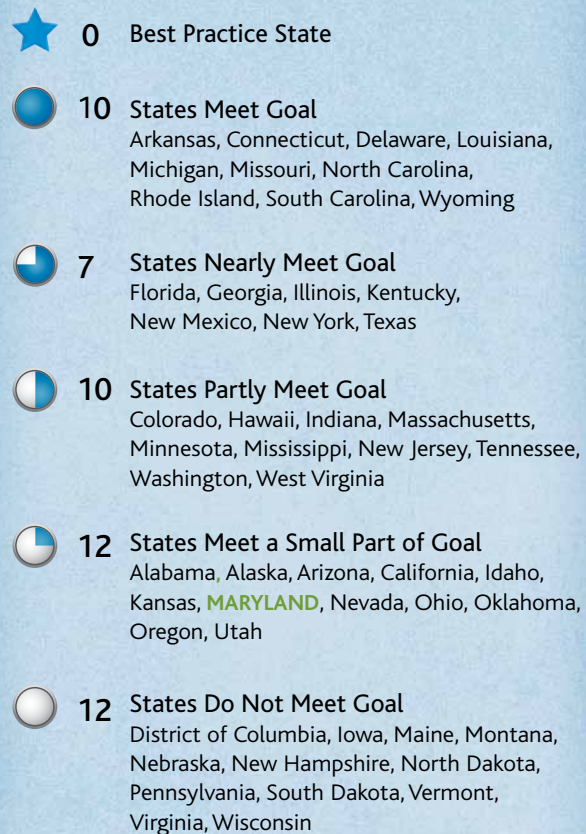 0 Best Practice State
10 States Meet Goal
Arkansas, Connecticut, Delaware, Louisiana,
Michigan, Missouri, North Carolina,
Rhode Island, South Carolina, Wyoming
7 States Nearly Meet Goal
Florida, Georgia, Illinois, Kentucky,
New Mexico, New York, Texas
10 States Partly Meet Goal
Colorado, Hawaii, Indiana, Massachusetts,
Minnesota, Mississippi, New Jersey, Tennessee,
Washington, West Virginia
12 States Meet a Small Part of Goal
Alabama, Alaska, Arizona, California, Idaho,
Kansas, MARYLAND, Nevada, Ohio, Oklahoma,
Oregon, Utah
12 States Do Not Meet Goal
District of Columbia, Iowa, Maine, Montana,
Nebraska, New Hampshire, North Dakota,
Pennsylvania, South Dakota, Vermont,
Virginia, Wisconsin